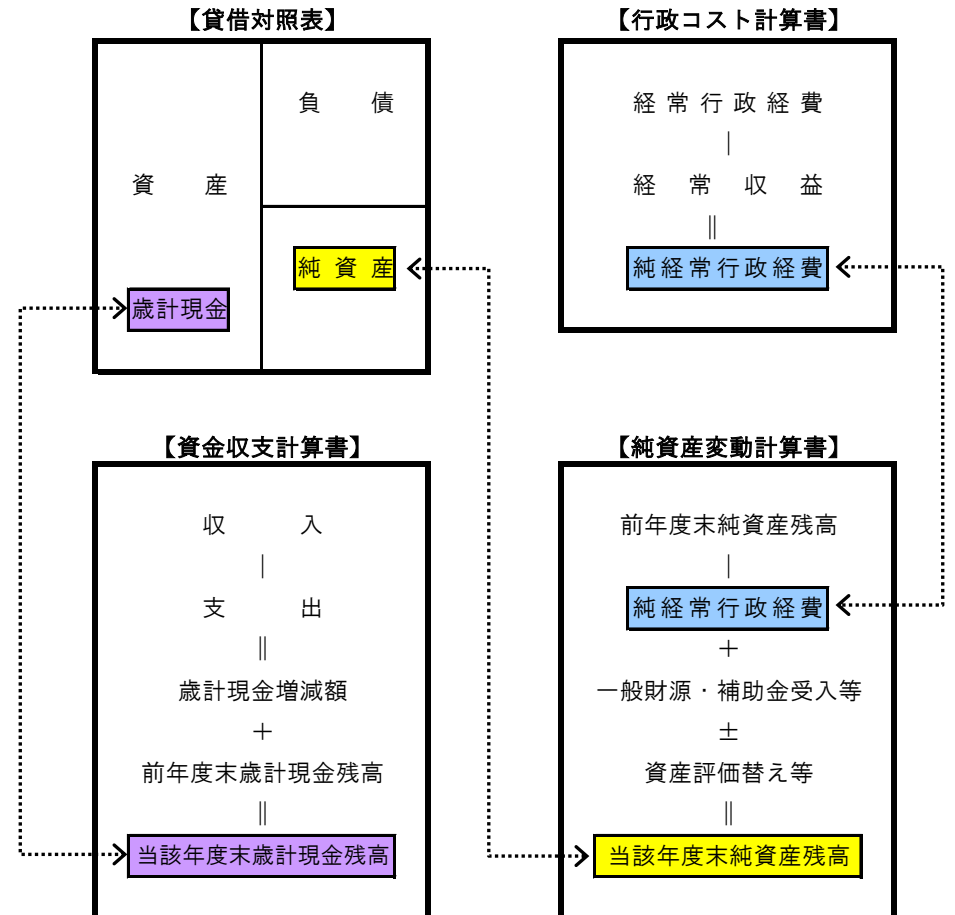 【貸借対照表】
負債
資産
純資産
歳計現金
【行政コスト計算書】
経常行政経費
|
経常収益
||
純経常行政経費
【資金収支計算書】
収入
|
支出
||
歳計現金増減額
＋
前年度末歳計現金残高
||
当該年度末歳計現金残高
【純資産変動計算書】
前年度末純資産残高
|
純経常行政経費
＋
一般財源・補助金受入等
±
資産評価替え等
||
当該年度末純資産残高